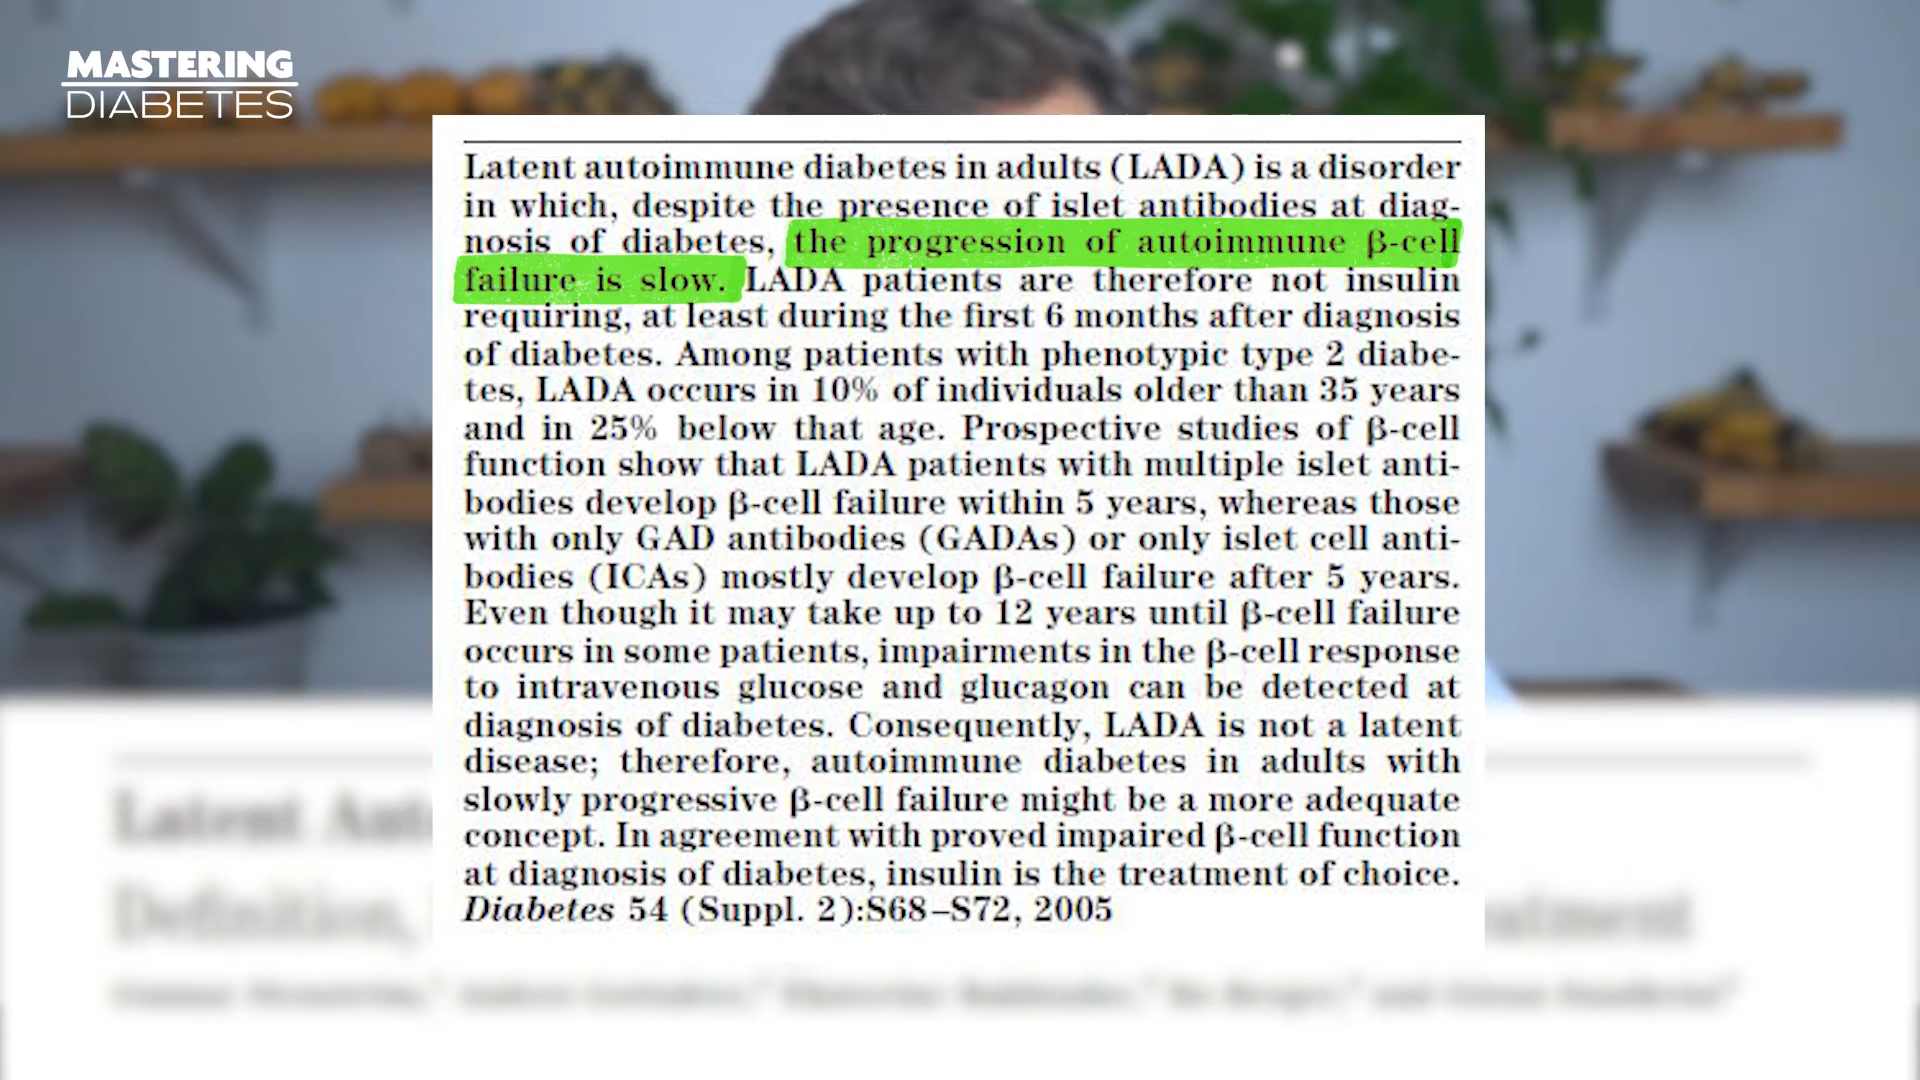 MASTERING
DIABETES
Latent autoimmune diabetes in adults (LADA) is a disorder
in which, despite the presence of islet antibodies at diag-
nosis of diabetes, the progression of autoimmune β-cell
failure is slow. LADA patients are therefore not insulin
requiring, at least during the first 6 months after diagnosis
of diabetes. Among patients with phenotypic type 2 diabe-
tes, LADA occurs in 10% of individuals older than 35 years
and in 25% below that age. Prospective studies of β-cell
function show that LADA patients with multiple islet anti-
bodies develop β-cell failure within 5 years, whereas those
with only GAD antibodies (GADAs) or only islet cell anti-
bodies (ICAs) mostly develop β-cell failure after 5 years.
Even though it may take up to 12 years until β-cell failure
occurs in some patients, impairments in the β-cell response
to intravenous glucose and glucagon can be detected at
diagnosis of diabetes. Consequently, LADA is not a latent
disease; therefore, autoimmune diabetes in adults with
slowly progressive β-cell failure might be a more adequate
concept. In agreement with proved impaired β-cell function
at diagnosis of diabetes, insulin is the treatment of choice.
Diabetes 54 (Suppl. 2):S68–S72, 2005
Latent
Definition,